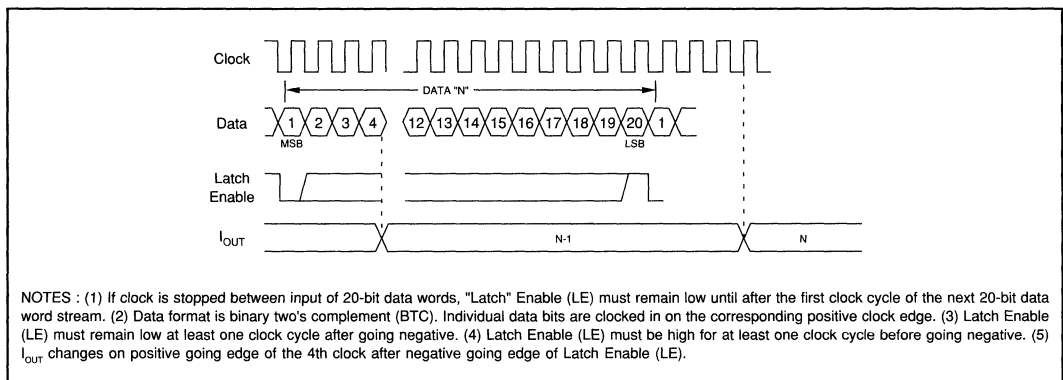 Clock
DATA "N"
Data 1 2 3 4 12 13 14 15 16 17 18 19 20 1
MSB LSB
Latch
Enable
IOUT N-1 N
NOTES : (1) If clock is stopped between input of 20-bit data words, "Latch" Enable (LE) must remain low until after the first clock cycle of the next 20-bit data
word stream. (2) Data format is binary two's complement (BTC). Individual data bits are clocked in on the corresponding positive clock edge. (3) Latch Enable
(LE) must remain low at least one clock cycle after going negative. (4) Latch Enable (LE) must be high for at least one clock cycle before going negative. (5)
IOUT changes on positive going edge of the 4th clock after negative going edge of Latch Enable (LE).